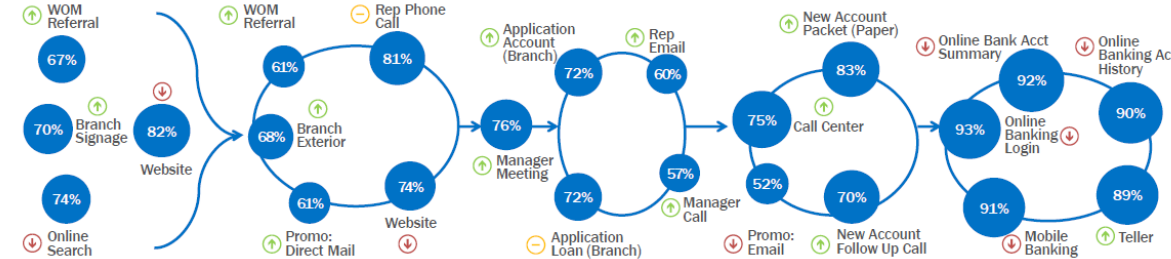 WOM
Referral
67%
70%
Branch
Signage
82%
Website
74%
Online
Search
WOM
Referral
61%
Rep Phone
Call
81%
68%
Branch
Exterior
61%
Promo:
Direct Mail
74%
Website
76%
Manager
Meeting
Application
Account
(Branch)
72%
Rep
Email
60%
57%
Manager
Call
72%
Application
Loan (Branch)
New Account
Packet (Paper)
83%
75%
Call Center
52%
Promo:
Email
70%
New Account
Follow Up Call
Online Bank Acct
Summary
92%
Online
Banking Ac
History
90%
93%
Online
Banking
Login
91%
Mobile
Banking
89%
Teller